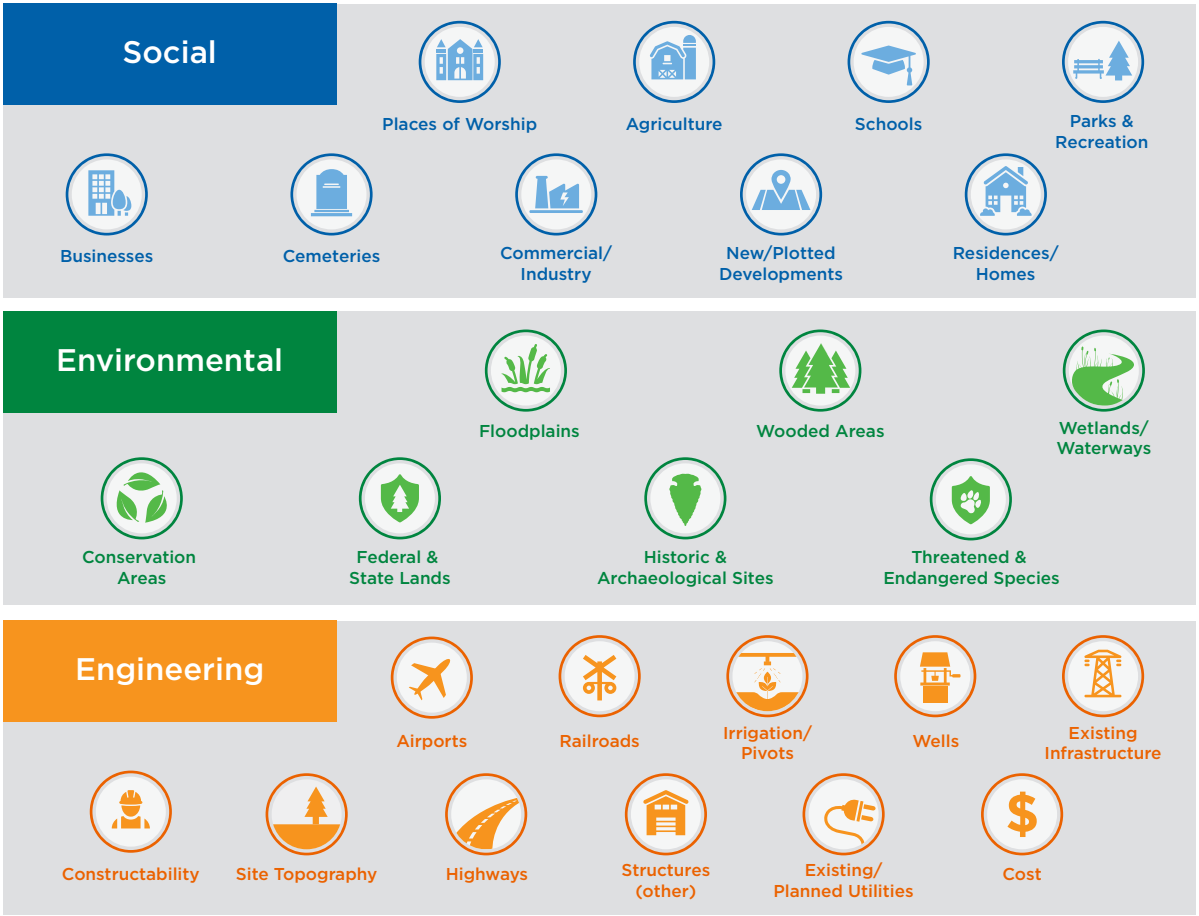 Social
Places of Worship
Agriculture
Schools
Parks &
Recreation
Businesses
Cemeteries
Commercial/
Industry
New/Plotted
Developments
Residences/
Homes
Environmental
Floodplains
Wooded Areas
Wetlands/
Waterways
Conservation
Areas
Federal &
State Lands
Historic &
Archaeological Sites
Threatened &
Endangered Species
Engineering
Airports
Railroads
Irrigation/
Pivots
Wells
Existing
Infrastructure
Constructability
Site Topography
Highways
Structures
(other)
Existing/
Planned Utilities
$
Cost